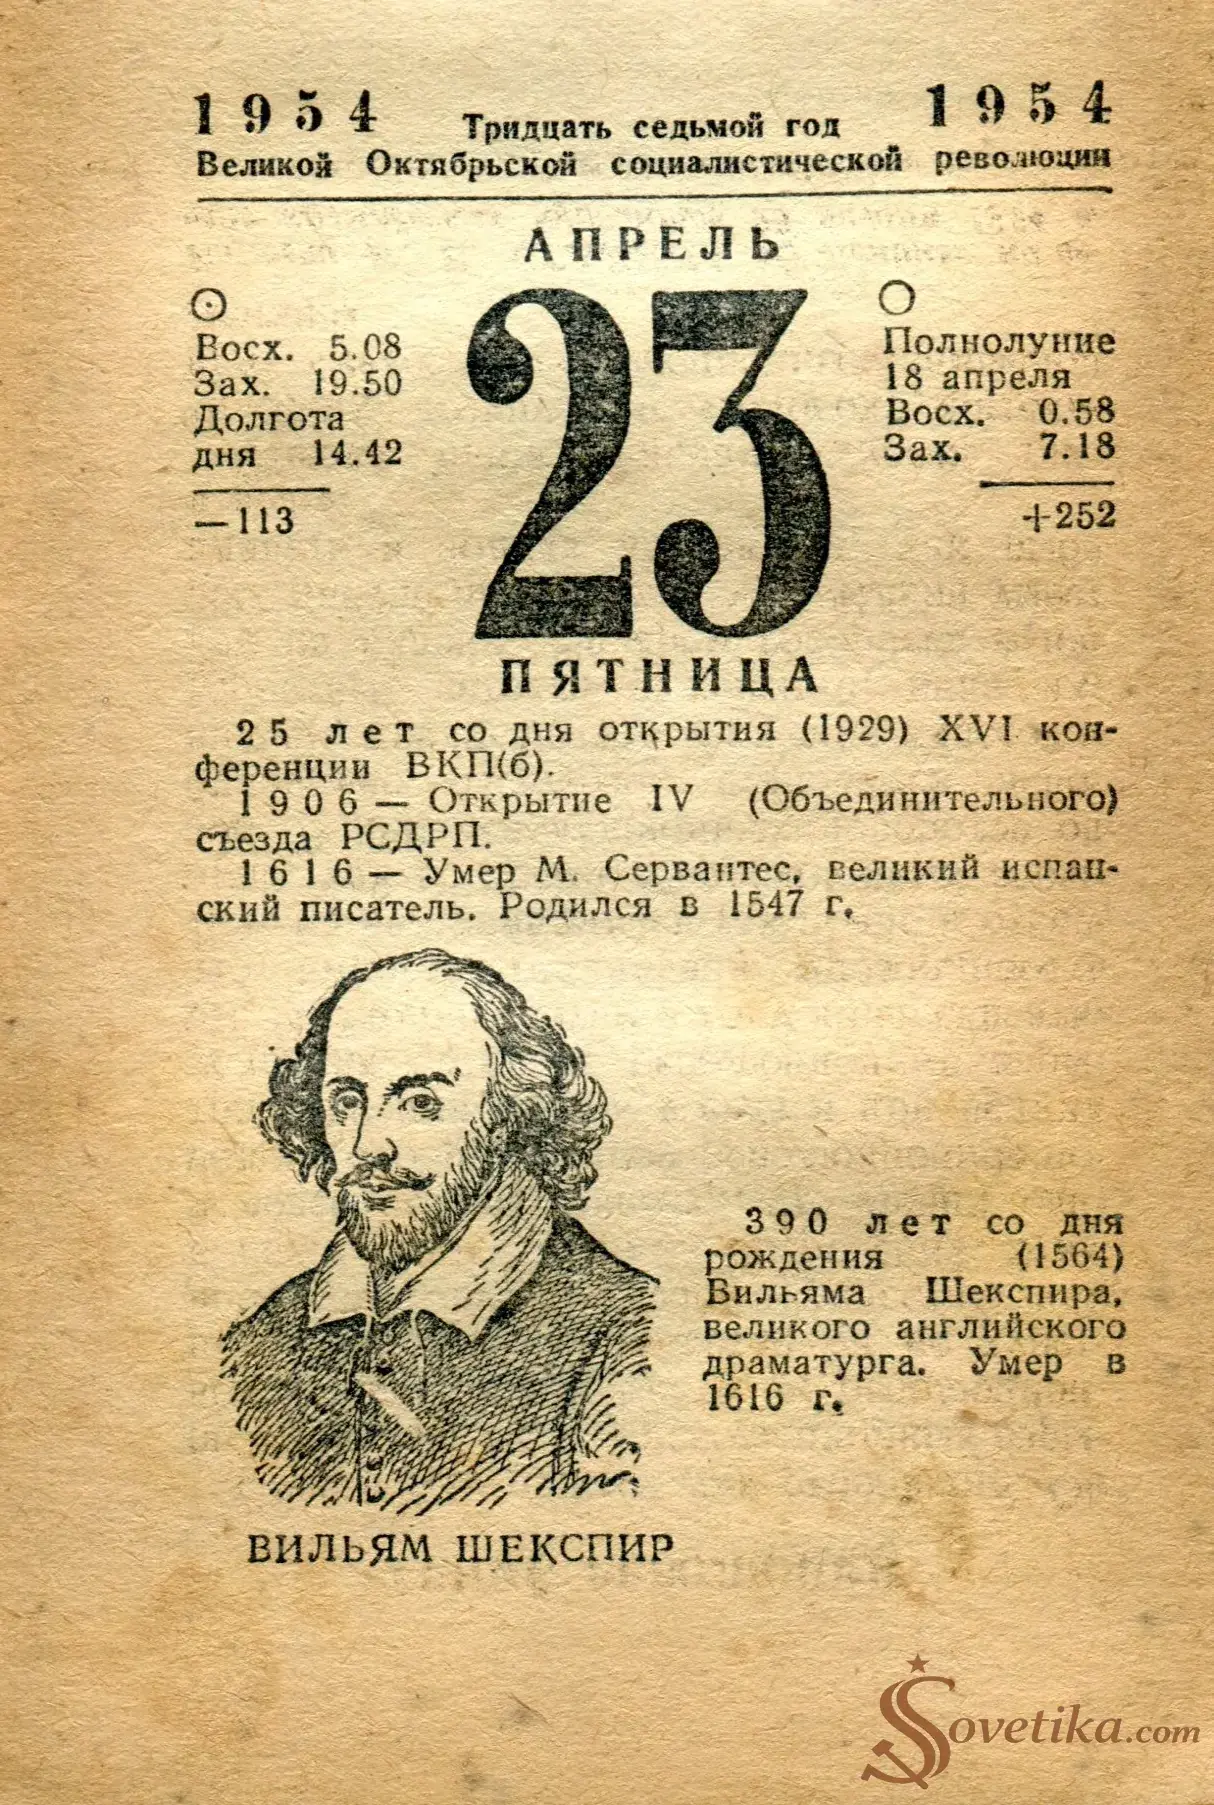 1954 Тридцать седьмой год 1954
Великой Октябрьской социалистической революции
АПРЕЛЬ
23
Восх. 5.08
Зах. 19.50
Долгота
дня 14.42
—113
Полнолуние
18 апреля
Восх. 0.58
Зах. 7.18
+252
ПЯТНИЦА
25 лет со дня открытия (1929) XVI кон-
ференции ВКП(б).
1906 — Открытие IV (Объединительного)
съезда РСДРП.
1616 — Умер М. Сервантес, великий испан-
ский писатель. Родился в 1547 г.
390 лет со дня
рождения (1564)
Вильяма Шекспира,
великого английского
драматурга. Умер в
1616 г.
ВИЛЬЯМ ШЕКСПИР
Sovetika.com